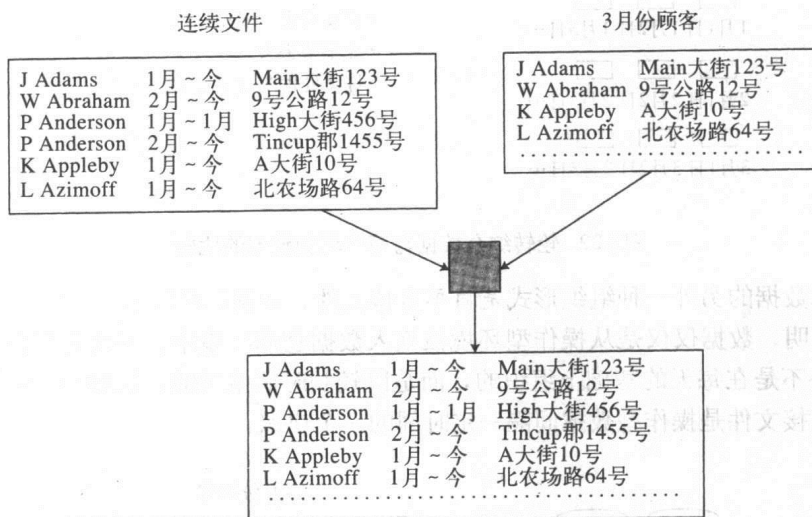 连续文件
3月份顾客
J Adams 1月~今 Main大街123号
W Abraham 2月~今 9号公路12号
P Anderson 1月~1月 High大街456号
P Anderson 2月~今 Tincup郡1455号
K Appleby 1月~今 A大街10号
L Azimoff 1月~今 北农场路64号
J Adams Main大街123号
W Abraham 9号公路12号
K Appleby A大街10号
L Azimoff 北农场路64号
J Adams 1月~今 Main大街123号
W Abraham 2月~今 9号公路12号
P Anderson 1月~1月 High大街456号
P Anderson 2月~今 Tincup郡1455号
K Appleby 1月~今 A大街10号
L Azimoff 1月~今 北农场路64号